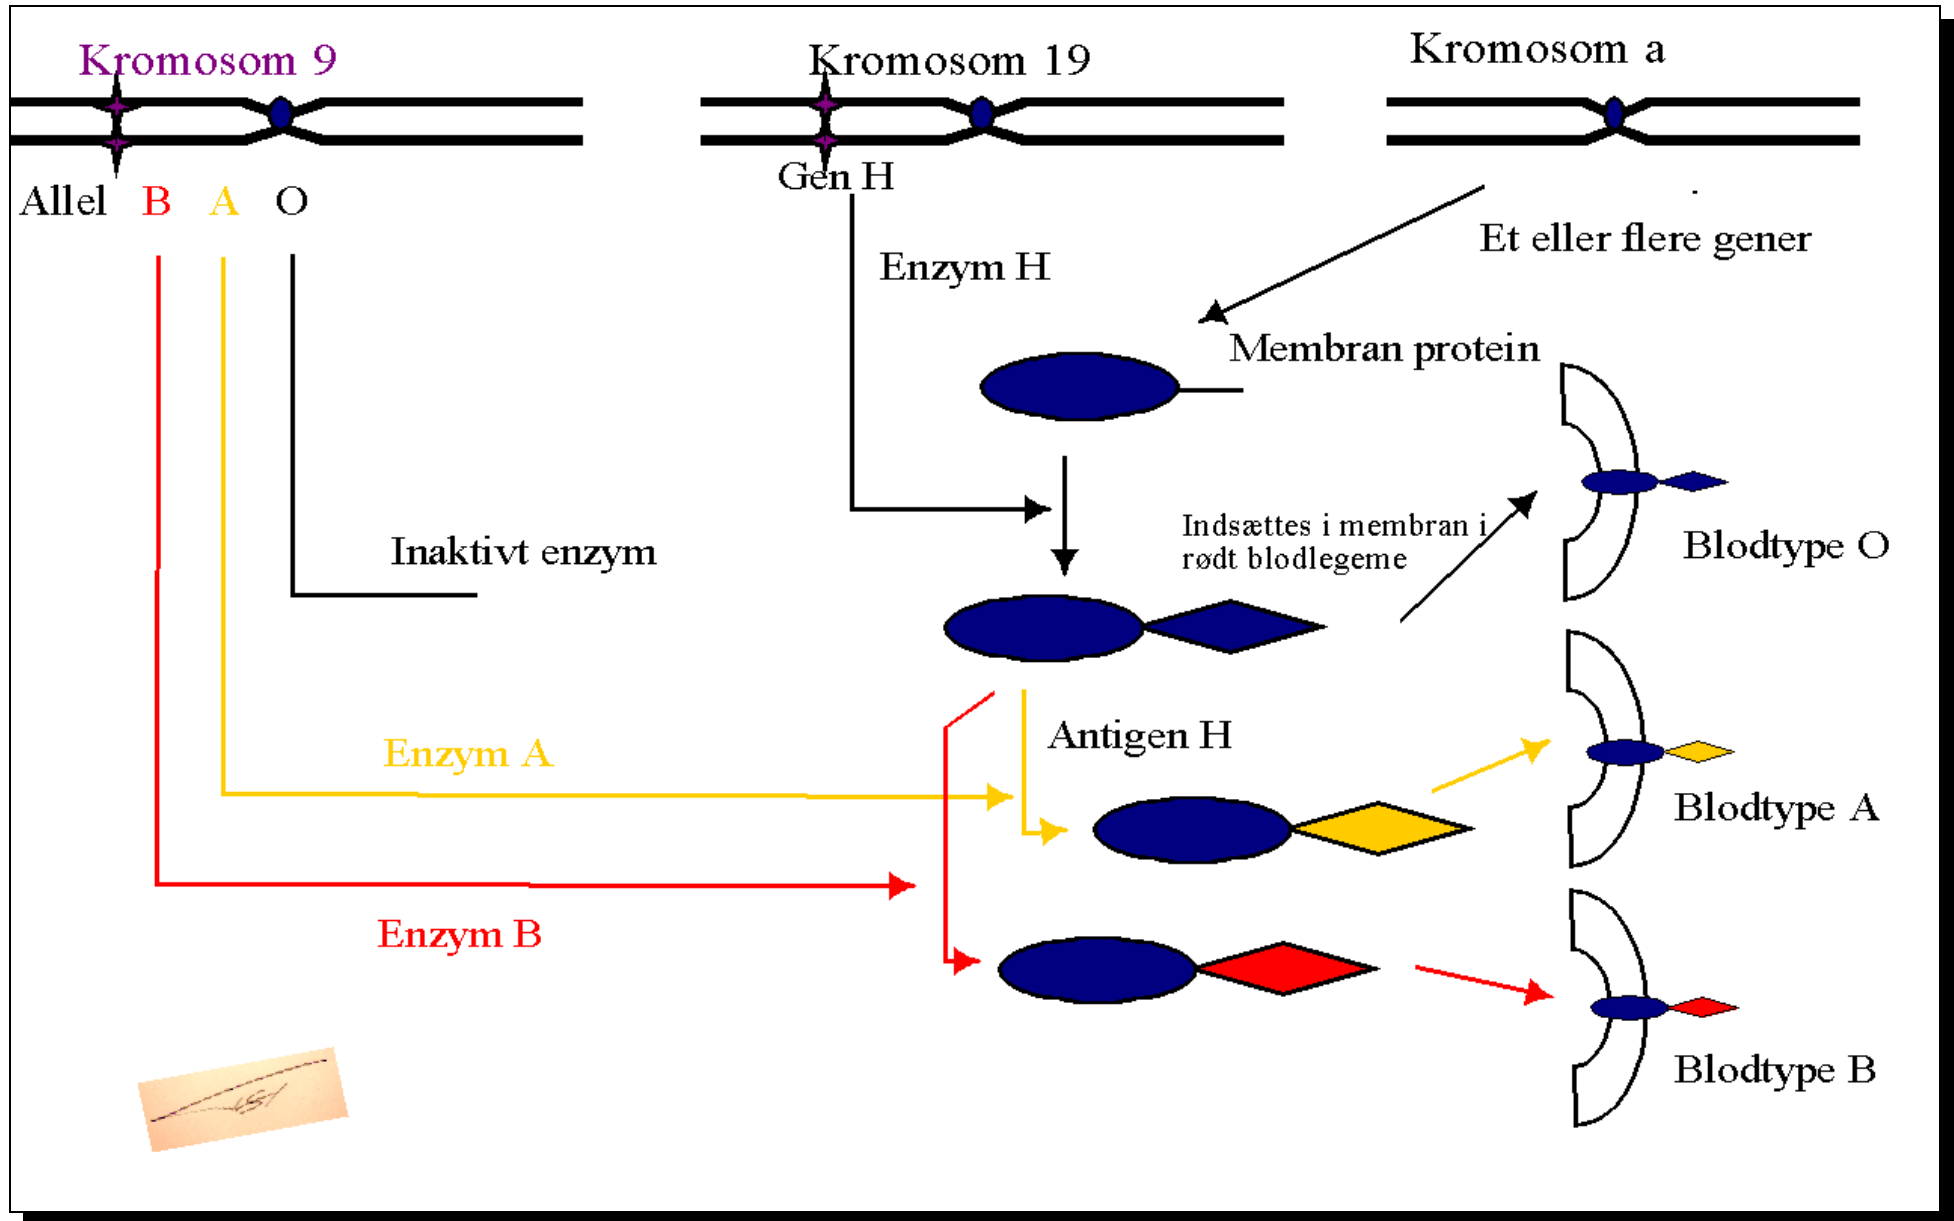 Kromosom 9
Kromosom 19
Kromosom a
Allel B A O
Gen H
Et eller flere gener
Enzym H
Membran protein
Indsættes i membran i
rødt blodlegeme
Blodtype O
Inaktivt enzym
Antigen H
Enzym A
Blodtype A
Enzym B
Blodtype B